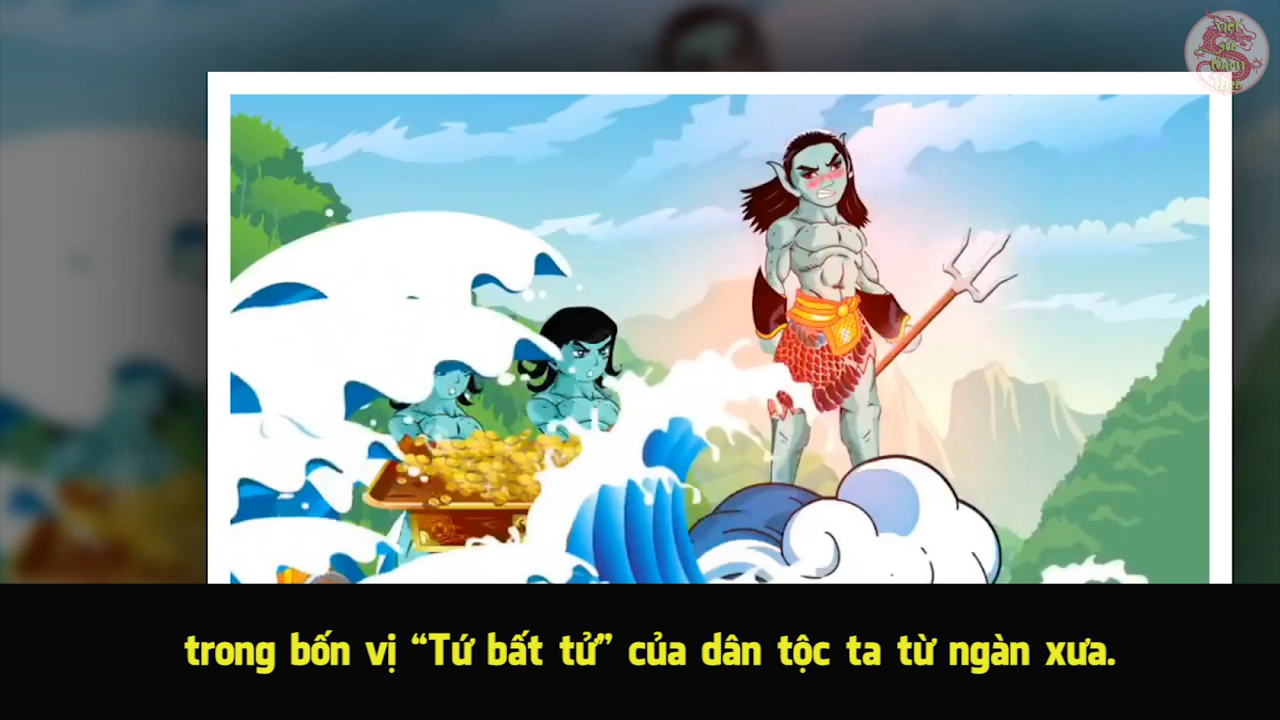 trong bốn vị “Tứ bất tử” của dân tộc ta từ ngàn xưa.